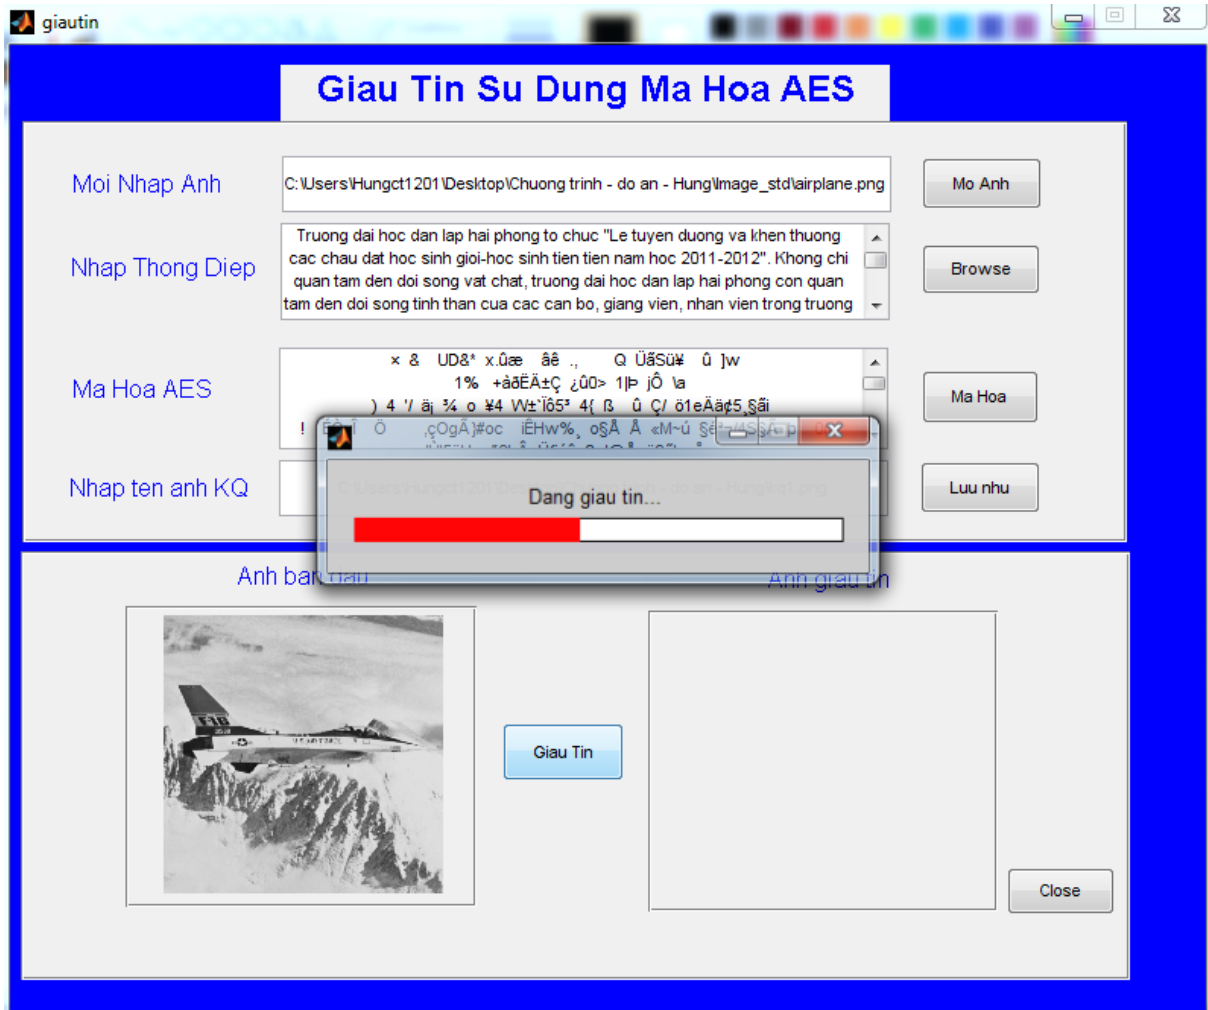 giautin
Giau Tin Su Dung Ma Hoa AES
Moi Nhap Anh
C:\Users\Hungct1201\Desktop\Chuong trinh - do an - Hung\Image_std\airplane.png
Mo Anh
Nhap Thong Diep
Truong dai hoc dan lap hai phong to chuc "Le tuyen duong va khen thuong
cac chau dat hoc sinh gioi-hoc sinh tien tien nam hoc 2011-2012". Khong chi
quan tam den doi song vat chat, truong dai hoc dan lap hai phong con quan
tam den doi song tinh than cua cac can bo, giang vien, nhan vien trong truong
Browse
Ma Hoa AES
× & UD&* x.ûæ âê ., Q ÜãSü¥ û ]w
Ma Hoa
Nhap ten anh KQ
Luu nhu
Dang giau tin...
Anh ban dau
Anh giau tin
F16
Giau Tin
Close